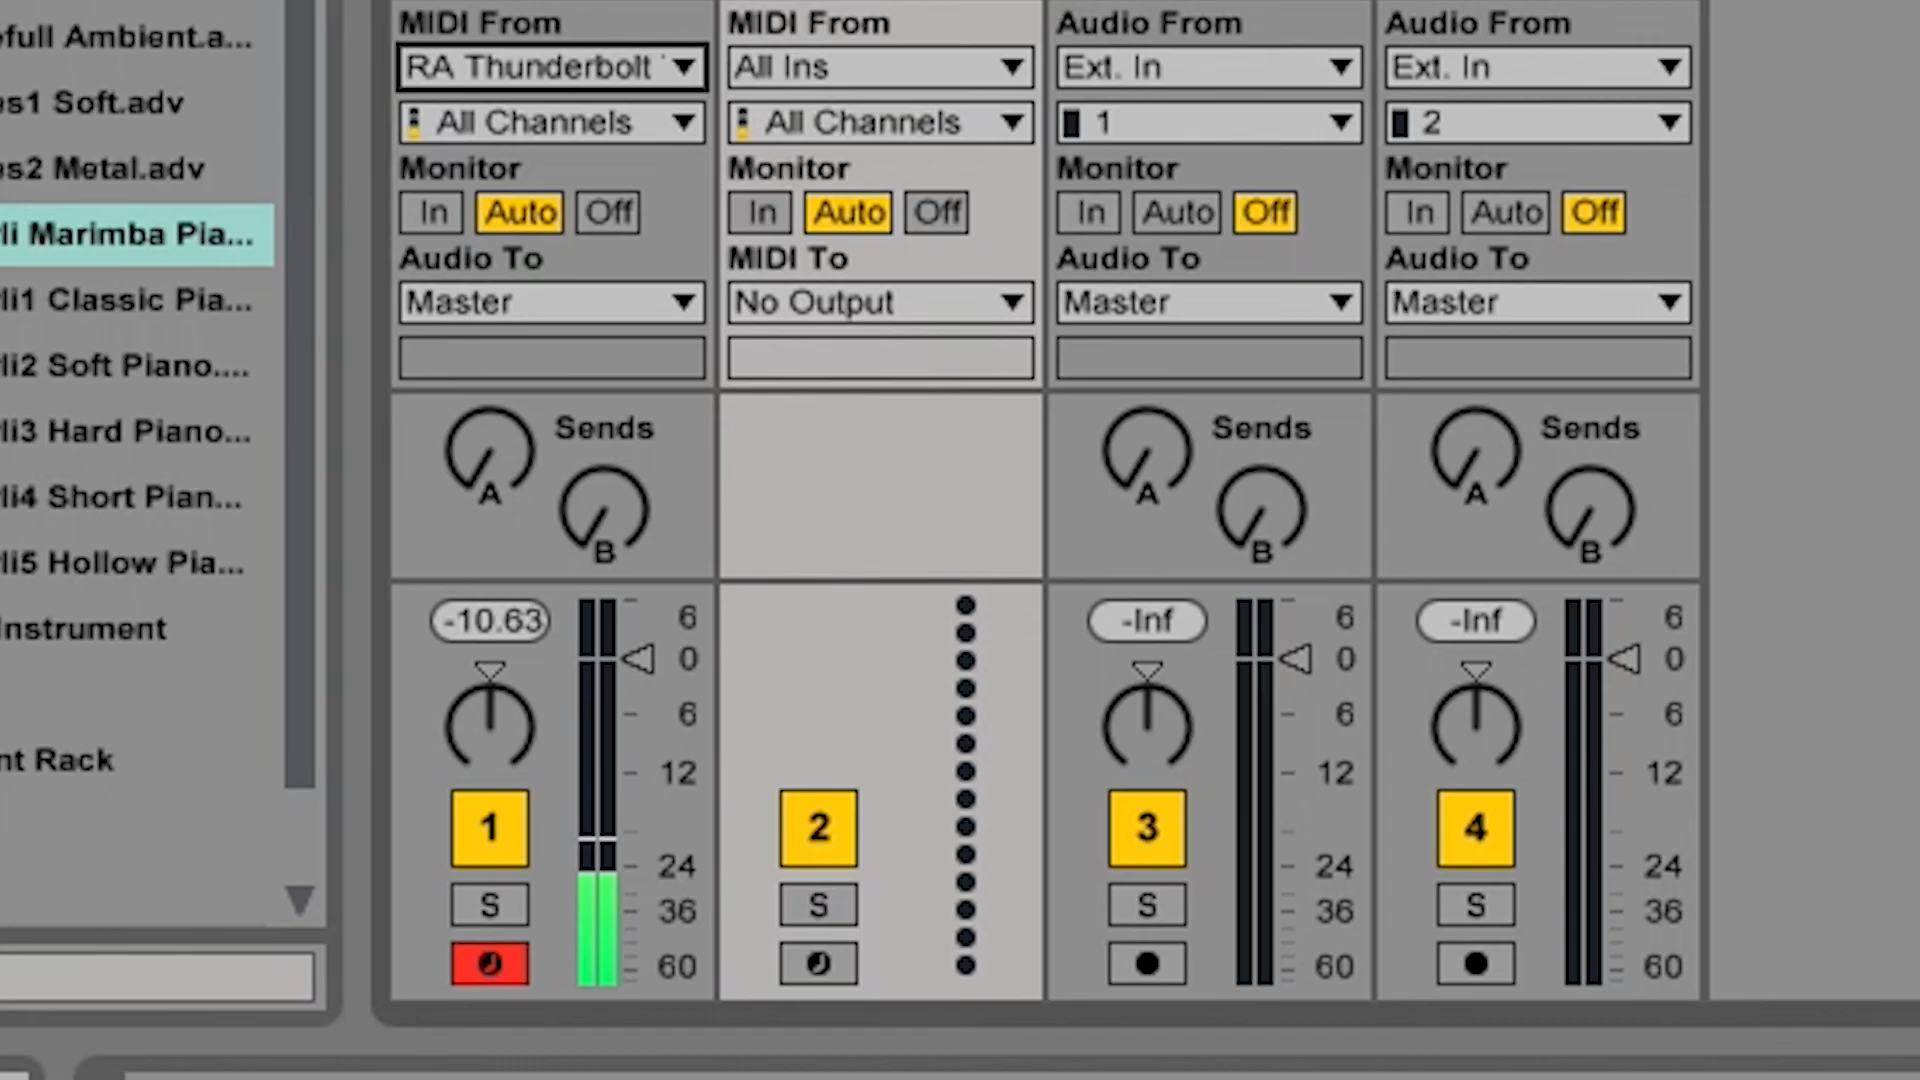 efull Ambient.a...
es1 Soft.adv
es2 Metal.adv
li Marimba Pia...
li1 Classic Pia...
li2 Soft Piano....
li3 Hard Piano...
li4 Short Pian...
li5 Hollow Pia...
Instrument
nt Rack
MIDI From
RA Thunderbolt
All Channels
Monitor
In Auto Off
Audio To
Master
Sends
A
B
-10.63
6
0
6
12
24
36
60
1
S
MIDI From
All Ins
All Channels
Monitor
In Auto Off
MIDI To
No Output
2
S
Audio From
Ext. In
1
Monitor
In Auto Off
Audio To
Master
Sends
A
B
-Inf
6
0
6
12
24
36
60
3
S
Audio From
Ext. In
2
Monitor
In Auto Off
Audio To
Master
Sends
A
B
-Inf
6
0
6
12
24
36
60
4
S